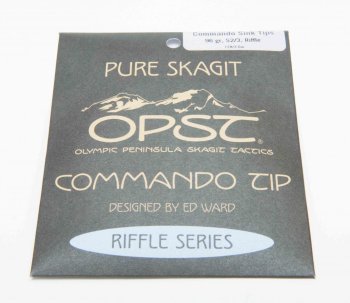 Commando Sink Tips
96 gr, S2/3, Riffle
PURE SKAGIT
OPST®
OLYMPIC PENINSULA SKAGIT TACTICS
COMMANDO TIP
DESIGNED BY ED WARD
RIFFLE SERIES